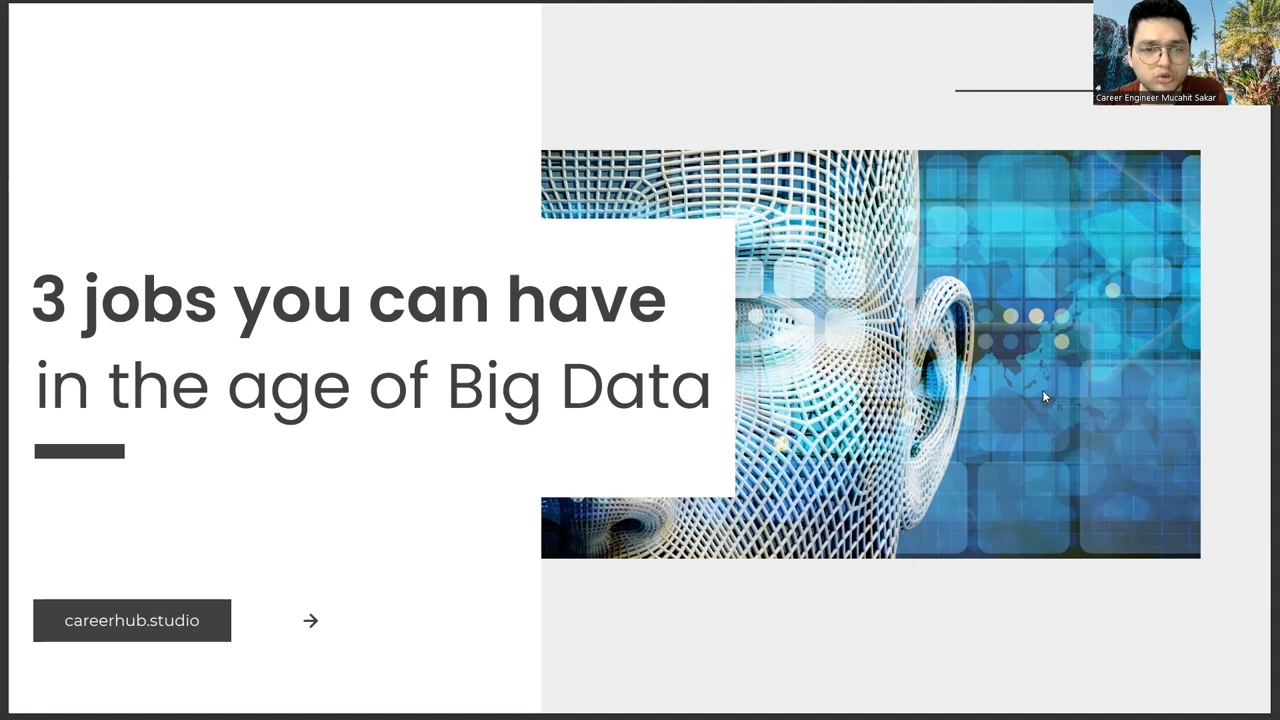 Career Engineer Mucahit Sakar
3 jobs you can have
in the age of Big Data
careerhub.studio